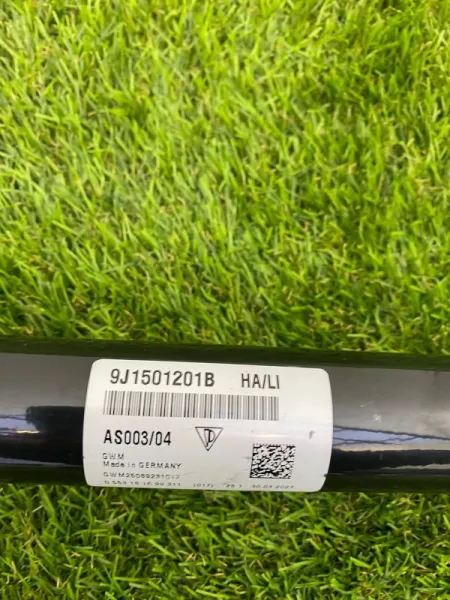 9J1501201B HA/LI
AS003/04
GWM
Made in GERMANY